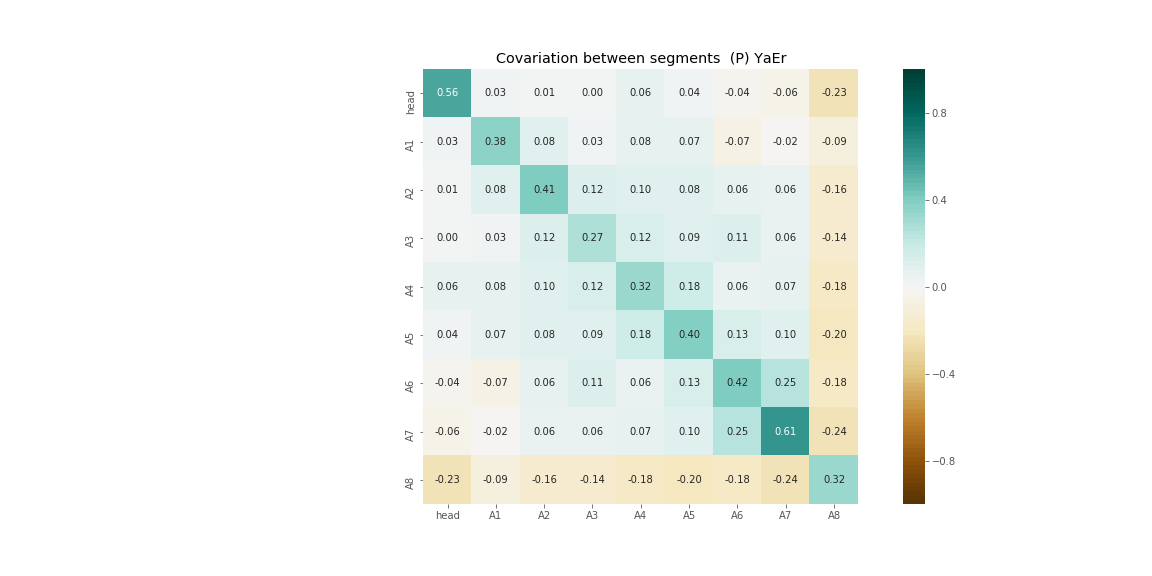 Covariation between segments  (P) YaEr
head 0.56 0.03 0.01 0.00 0.06 0.04 -0.04 -0.06 -0.23
A1 0.03 0.38 0.08 0.03 0.08 0.07 -0.07 -0.02 -0.09
A2 0.01 0.08 0.41 0.12 0.10 0.08 0.06 0.06 -0.16
A3 0.00 0.03 0.12 0.27 0.12 0.09 0.11 0.06 -0.14
A4 0.06 0.08 0.10 0.12 0.32 0.18 0.06 0.07 -0.18
A5 0.04 0.07 0.08 0.09 0.18 0.40 0.13 0.10 -0.20
A6 -0.04 -0.07 0.06 0.11 0.06 0.13 0.42 0.25 -0.18
A7 -0.06 -0.02 0.06 0.06 0.07 0.10 0.25 0.61 -0.24
A8 -0.23 -0.09 -0.16 -0.14 -0.18 -0.20 -0.18 -0.24 0.32
head A1 A2 A3 A4 A5 A6 A7 A8
0.8
0.4
0.0
−0.4
−0.8